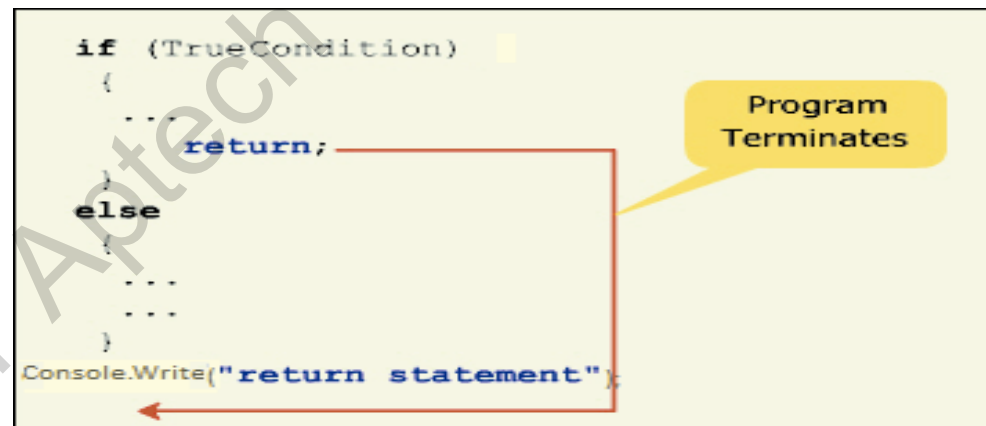 if (TrueCondition)
{
...
return;
}
else
{
...
...
}
Console.Write("return statement");
Program
Terminates
Aptech